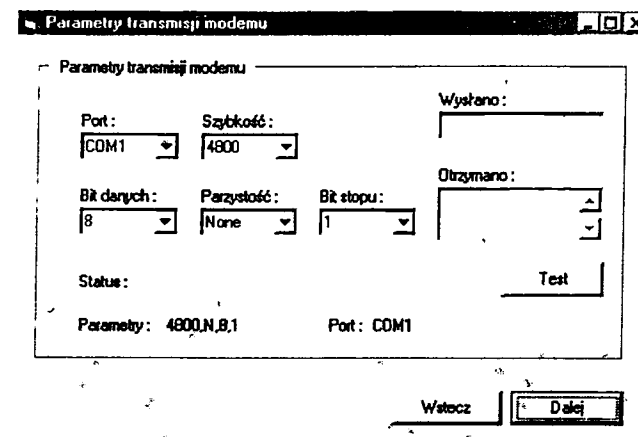 Parametry transmisji modemu
Parametry transmisji modemu
Wysłano :
Port :
Szybkość :
COM1
4800
Otrzymano :
Bit danych :
Parzystość :
Bit stopu :
8
None
1
Status :
Test
Parametry : 4800,N,8,1
Port : COM1
Wstecz
Dalej